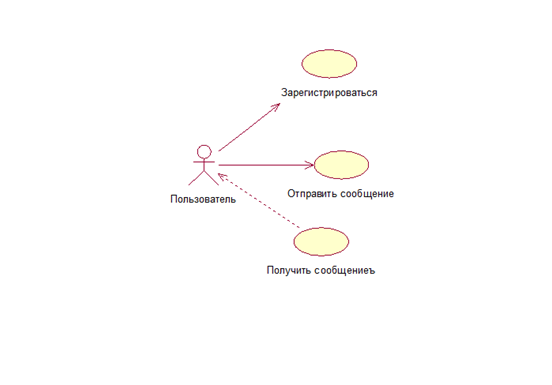 Зарегистрироваться
Отправить сообщение
Пользователь
Получить сообщениеъ